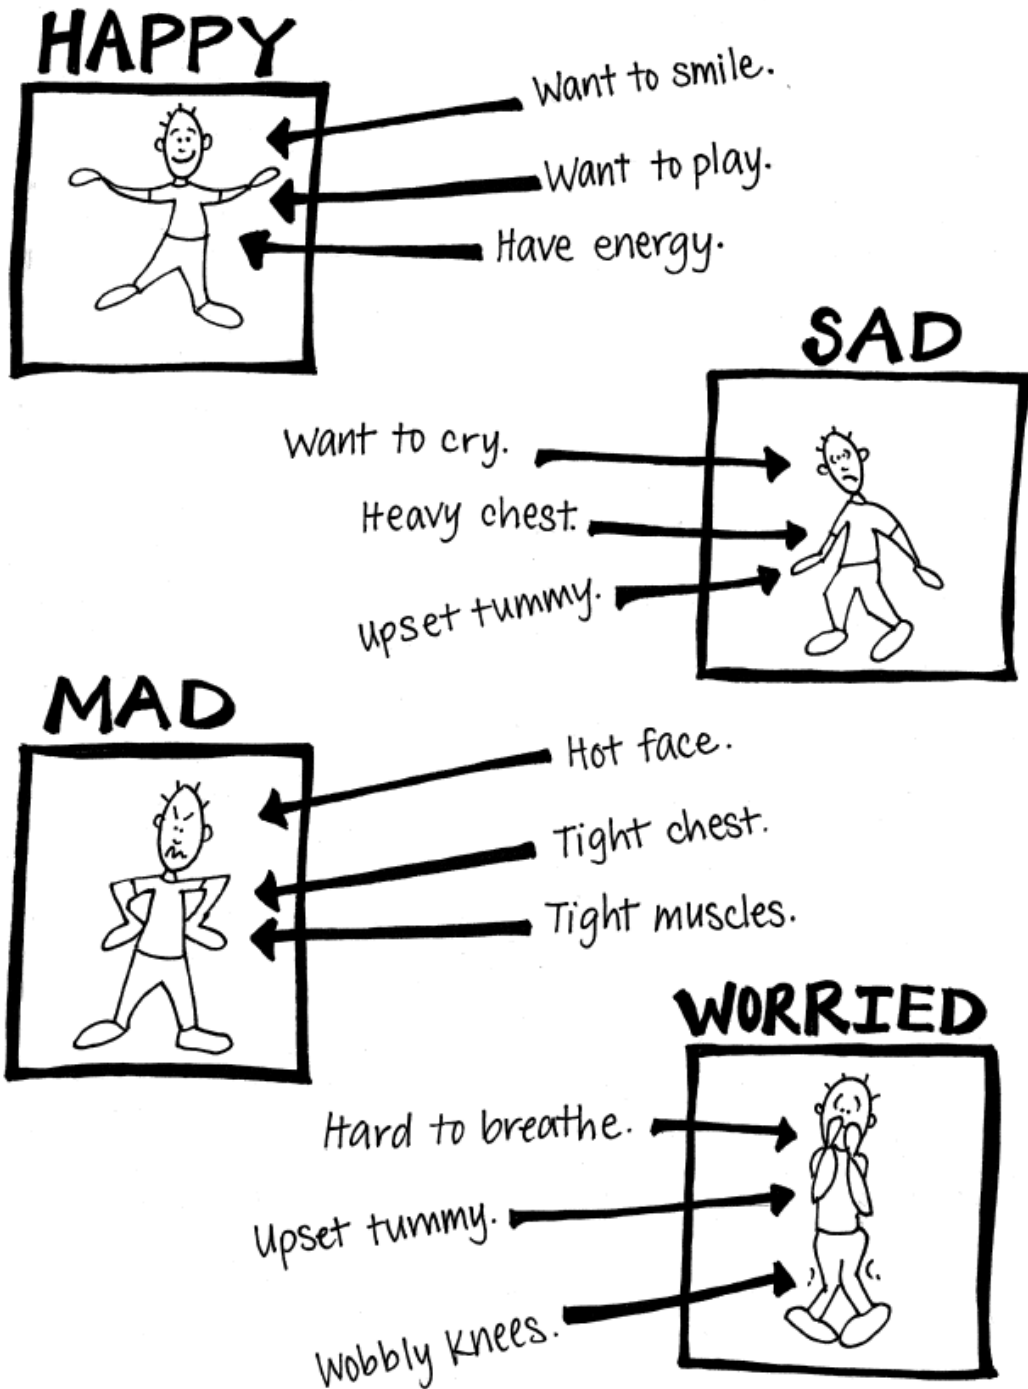 HAPPY
Want to smile.
Want to play.
Have energy.
SAD
Want to cry.
Heavy chest.
Upset tummy.
MAD
Hot face.
Tight chest.
Tight muscles.
WORRIED
Hard to breathe.
Upset tummy.
Wobbly knees.